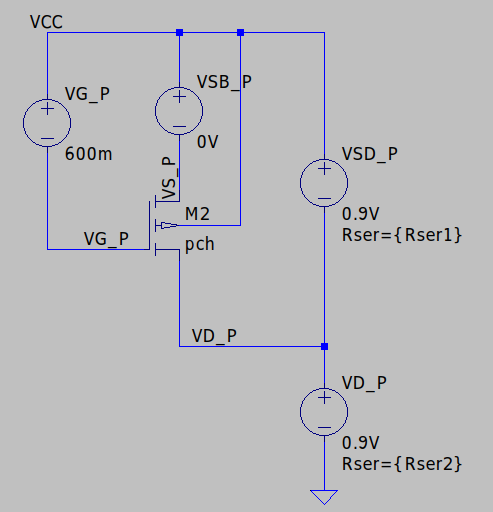 VCC
VG_P
600m
VSB_P
0V
VS_P
M2
pch
VG_P
VSD_P
0.9V
Rser={Rser1}
VD_P
VD_P
0.9V
Rser={Rser2}